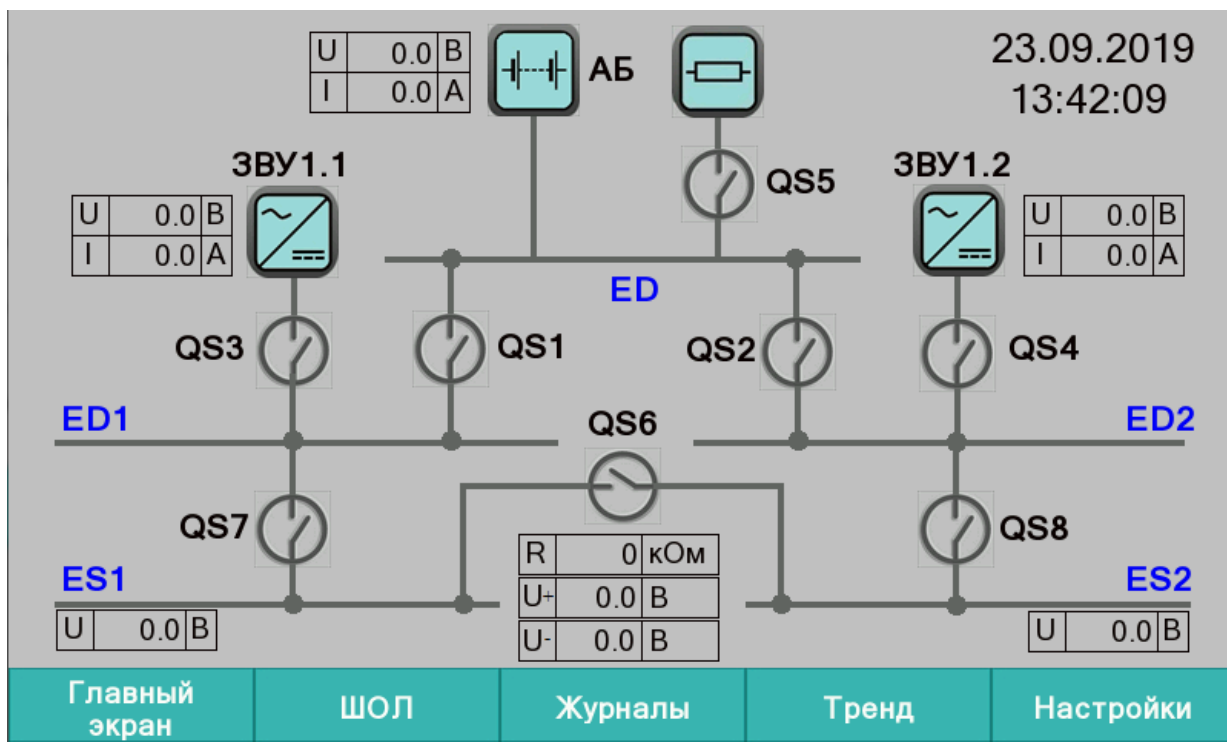 U 0.0 В
I 0.0 А
АБ
23.09.2019
13:42:09
ЗВУ1.1
QS5
ЗВУ1.2
U 0.0 В
I 0.0 А
U 0.0 В
I 0.0 А
ED
QS3
QS1
QS2
QS4
ED1
QS6
ED2
QS7
QS8
R 0 кОм
ES1
ES2
U+ 0.0 В
U 0.0 В
U- 0.0 В
U 0.0 В
Главный
экран
ШОЛ
Журналы
Тренд
Настройки